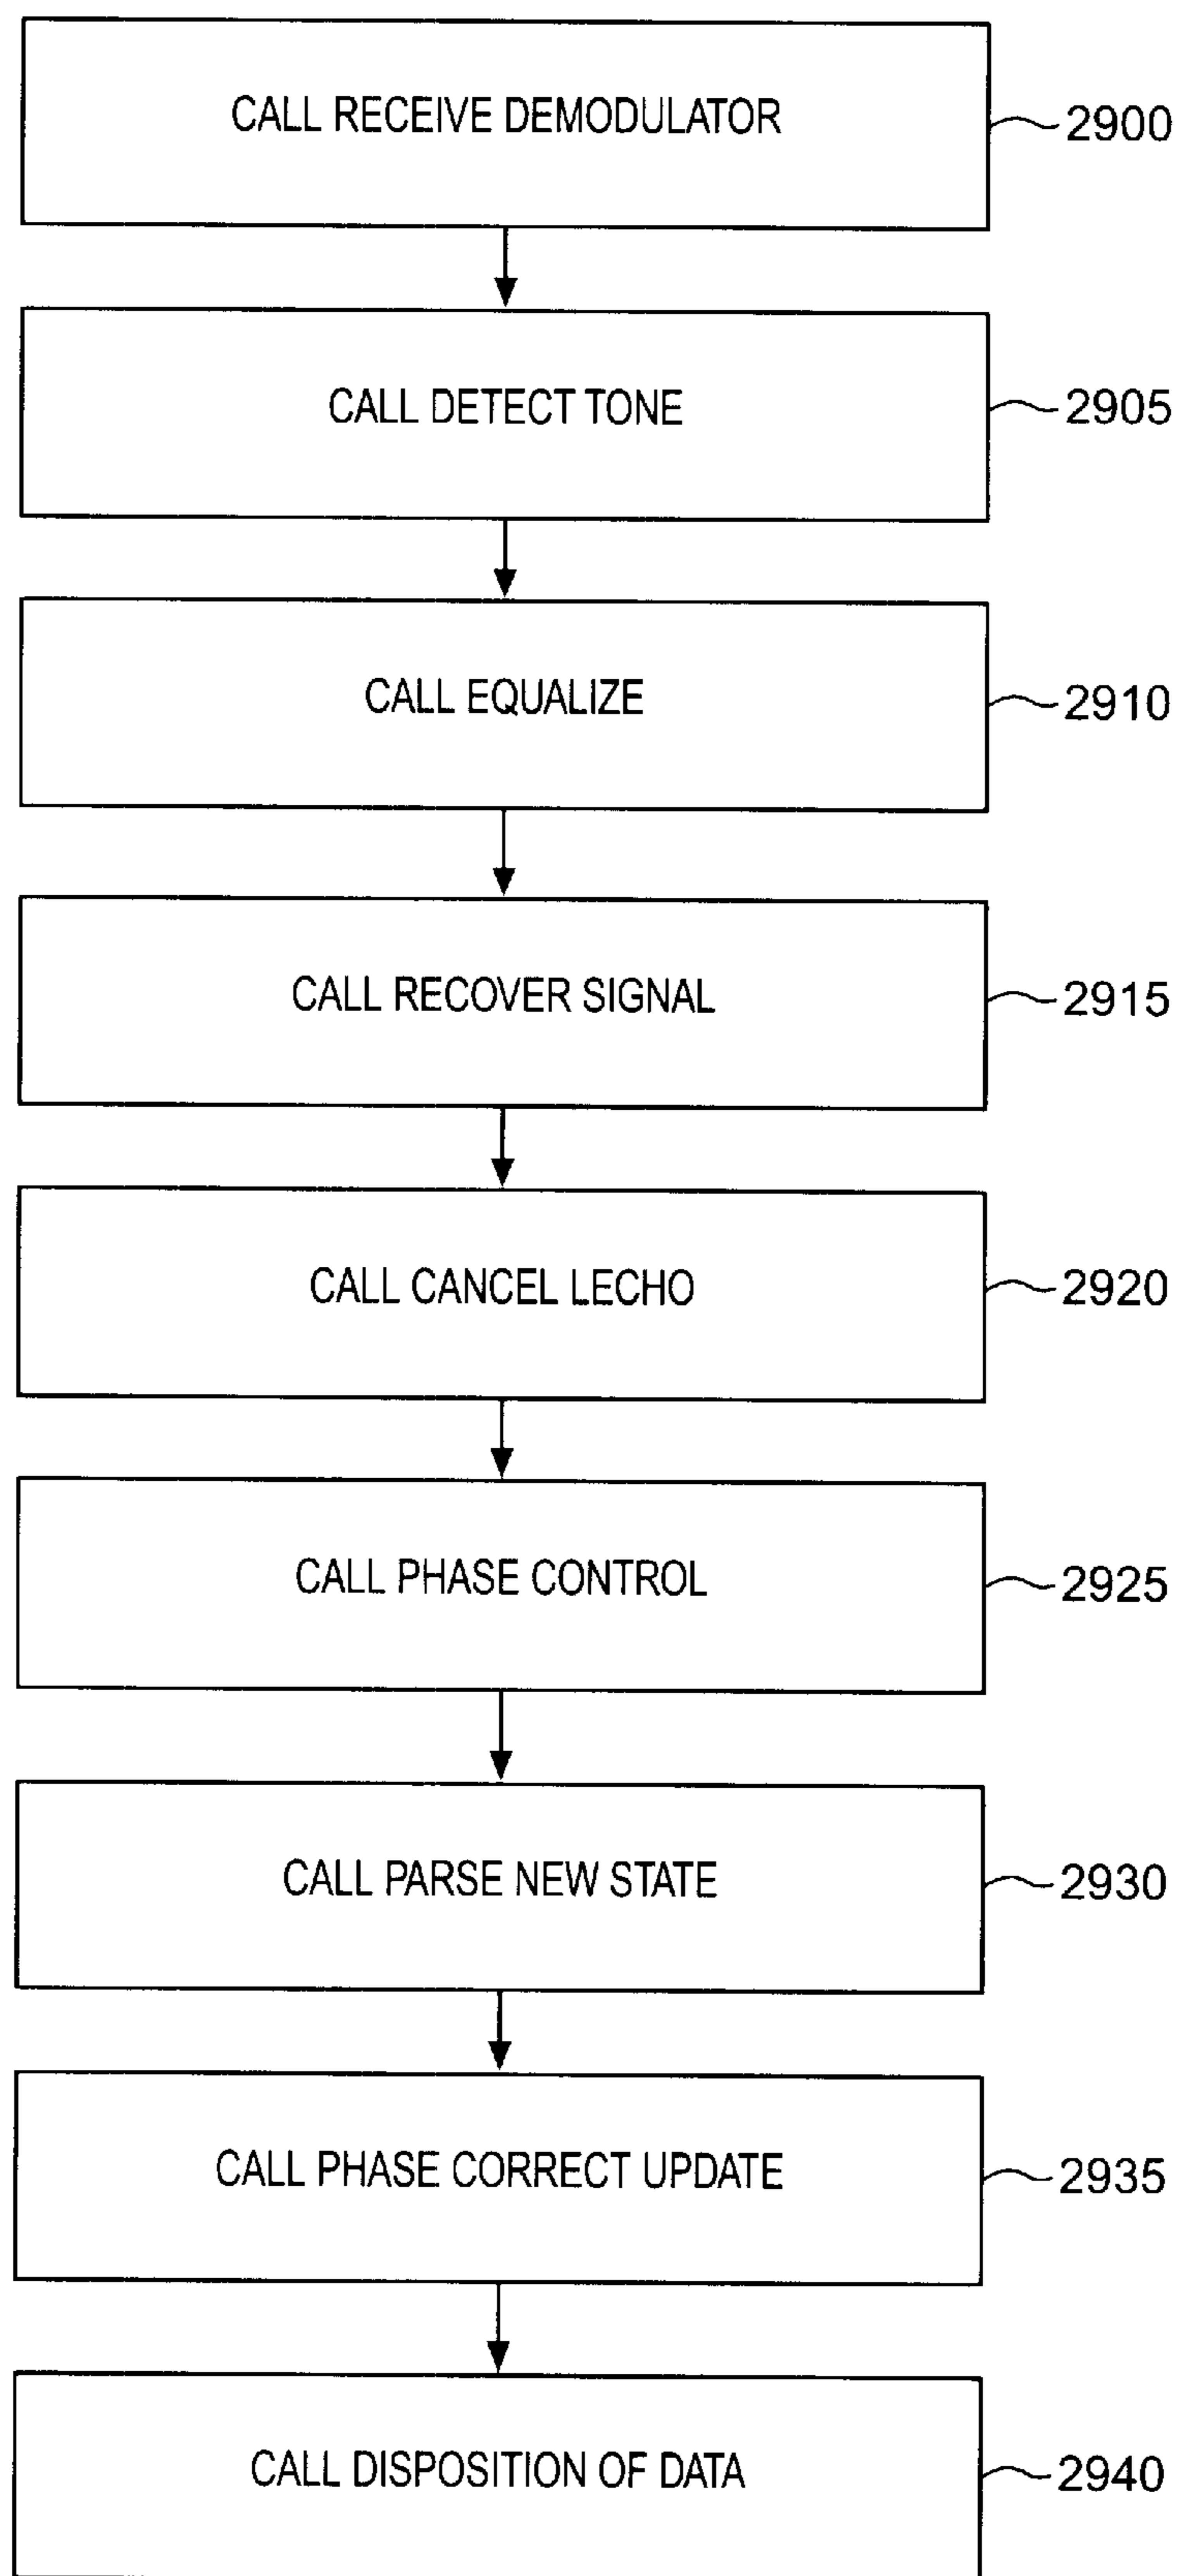 CALL RECEIVE DEMODULATOR
2900
CALL DETECT TONE
2905
CALL EQUALIZE
2910
CALL RECOVER SIGNAL
2915
CALL CANCEL LECHO
2920
CALL PHASE CONTROL
2925
CALL PARSE NEW STATE
2930
CALL PHASE CORRECT UPDATE
2935
CALL DISPOSITION OF DATA
2940